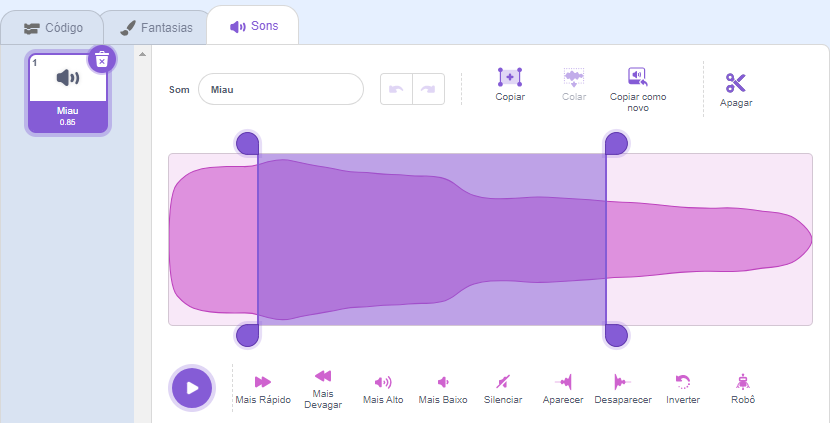 Código
Fantasias
Sons
1
Miau
0.85
Som
Miau
Copiar
Colar
Copiar como
novo
Apagar
Mais Rápido
Mais
Devagar
Mais Alto
Mais Baixo
Silenciar
Aparecer
Desaparecer
Inverter
Robô